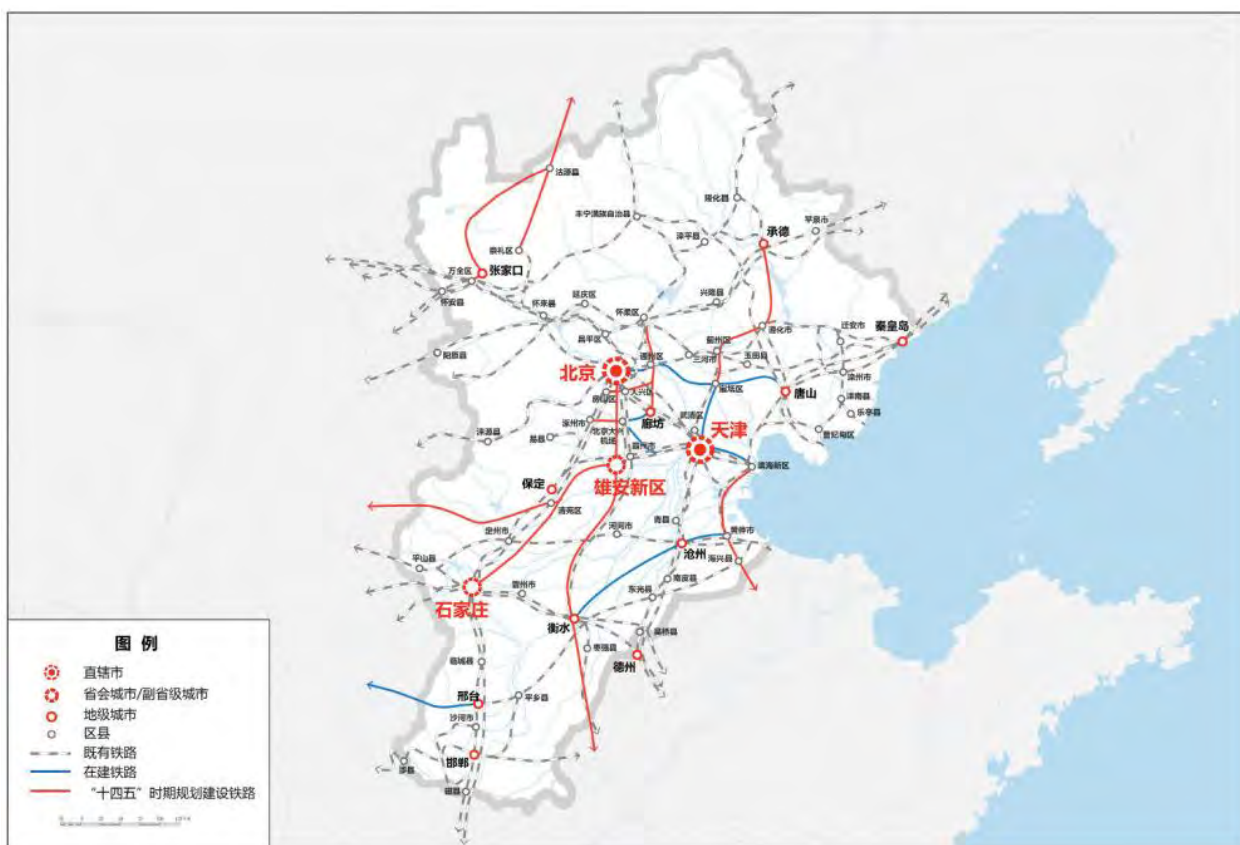 沽源县
丰宁满族自治县
隆化县
平泉市
崇礼区
滦平县
承德
万全区
张家口
怀安县
怀来县
延庆区
怀柔区
兴隆县
阳原县
昌平区
遵化市
迁安市
秦皇岛
蓟州区
三河市
玉田县
北京
通州区
宝坻区
唐山
滦州市
滦南县
乐亭县
曹妃甸区
房山区
大兴区
廊坊
武清区
涿州市
北京大兴
机场
天津
涞源县
易县
霸州市
滨海新区
雄安新区
保定
清苑区
定州市
河间市
青县
黄骅市
沧州
海兴县
平山县
石家庄
晋州市
南皮县
东光县
衡水
吴桥县
枣强县
德州
临城县
邢台
平乡县
沙河市
邯郸
涉县
磁县
图 例
直辖市
省会城市/副省级城市
地级城市
区县
既有铁路
在建铁路
“十四五”时期规划建设铁路